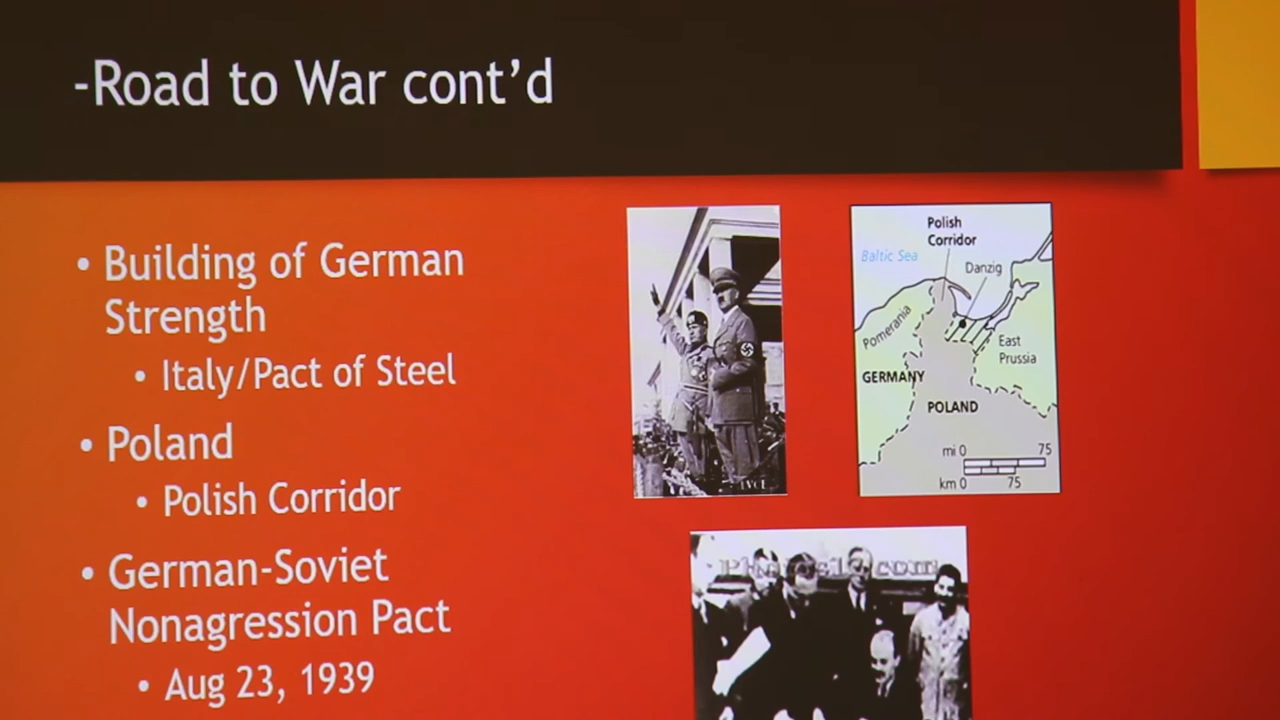 -Road to War cont’d
• Building of German
Strength
• Italy/Pact of Steel
• Poland
• Polish Corridor
• German-Soviet
Nonagression Pact
• Aug 23, 1939
Polish
Corridor
Baltic Sea
Danzig
Pomerania
East
Prussia
GERMANY
POLAND
mi 0 75
km 0 75